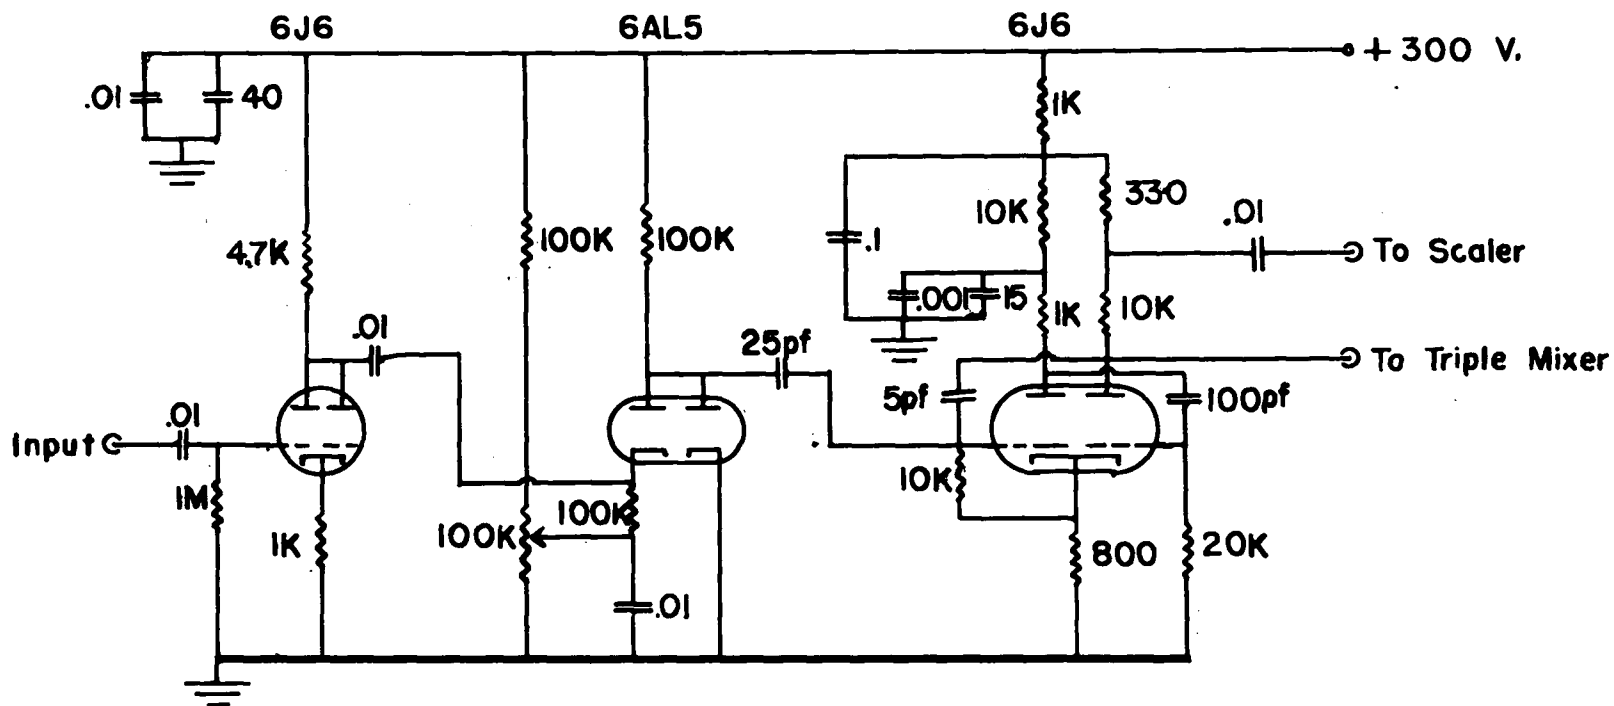 6J6
6AL5
6J6
+300 V.
.01
40
1K
330
10K
.01
4.7K
100K
100K
.1
To Scaler
.001
15
1K
10K
.01
25pf
To Triple Mixer
5pf
100pf
.01
Input
1M
10K
100K
1K
100K
800
20K
.01